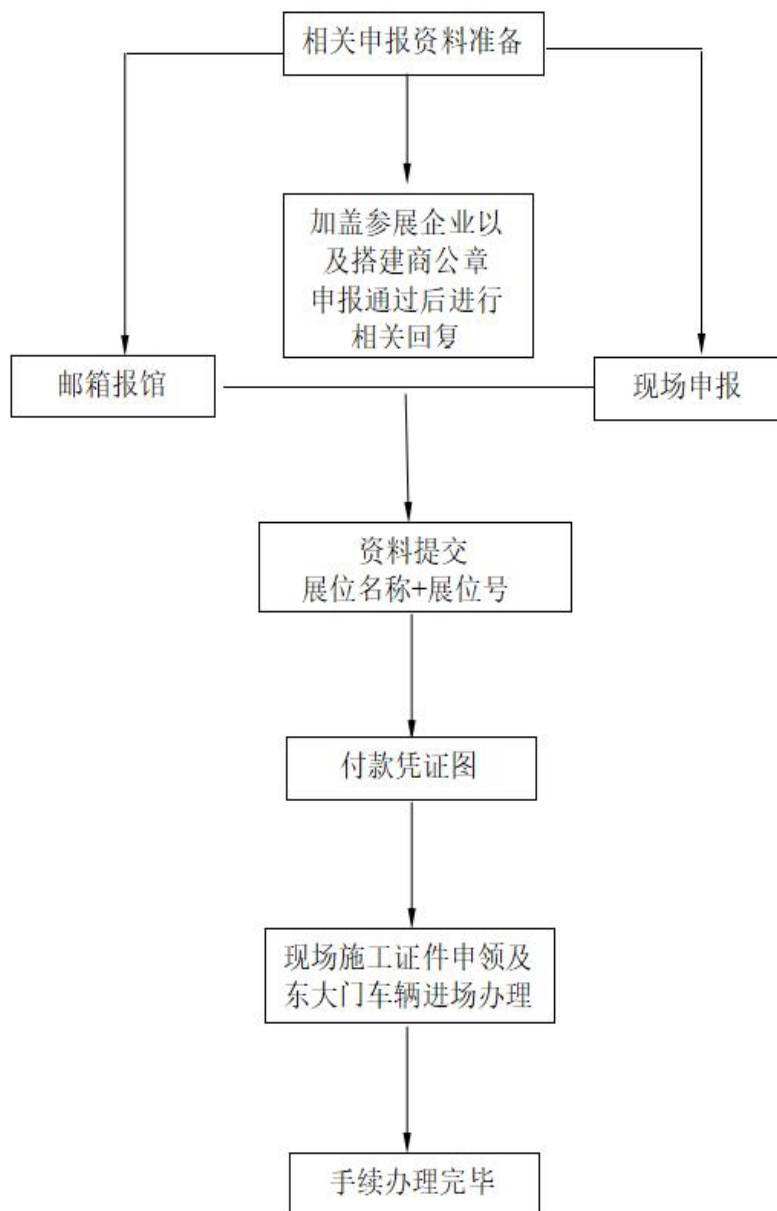 相关申报资料准备
加盖参展企业以
及搭建商公章
申报通过后进行
相关回复
邮箱报馆
现场申报
资料提交
展位名称+展位号
付款凭证图
现场施工证件申领及
东大门车辆进场办理
手续办理完毕